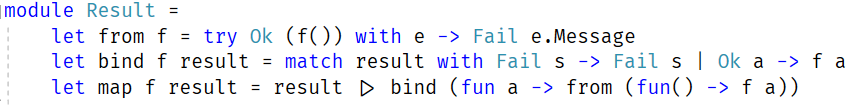 module Result =
let from f = try Ok (f()) with e -> Fail e.Message
let bind f result = match result with Fail s -> Fail s | Ok a -> f a
let map f result = result |> bind (fun a -> from (fun() -> f a))